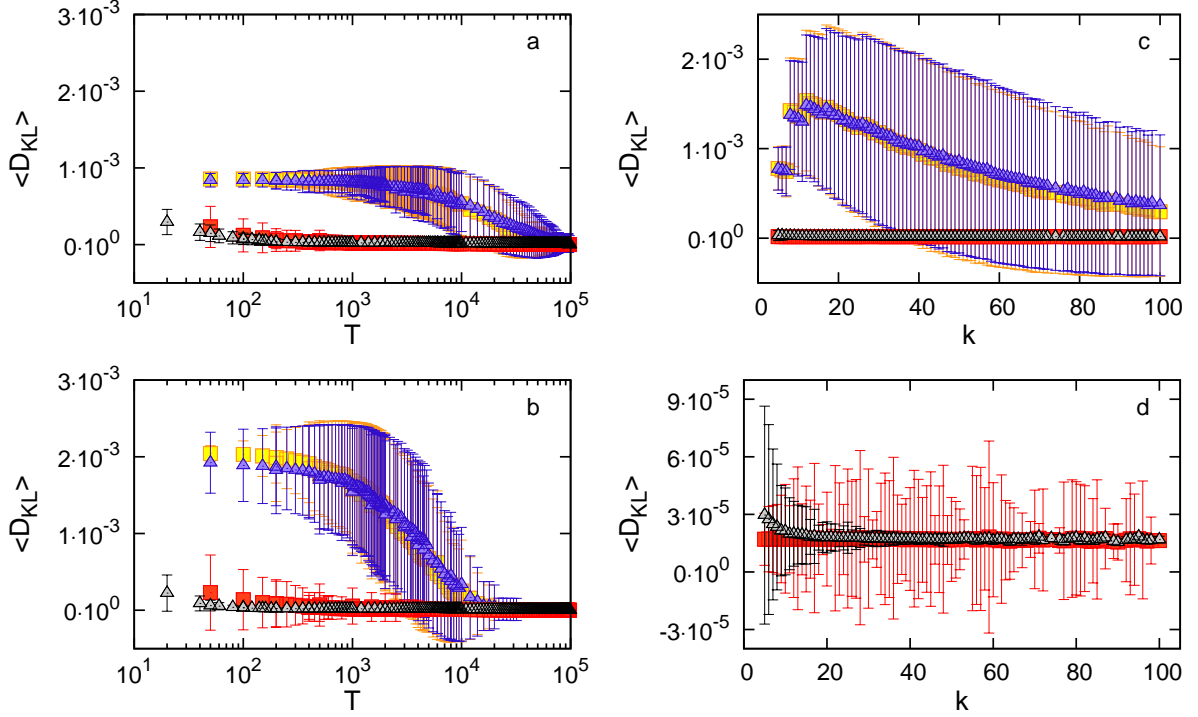 a
3·10⁻³
2·10⁻³
1·10⁻³
0·10⁰
<D_KL>
10¹ 10² 10³ 10⁴ 10⁵
T
c
2·10⁻³
1·10⁻³
0·10⁰
<D_KL>
0 20 40 60 80 100
k
b
3·10⁻³
2·10⁻³
1·10⁻³
0·10⁰
<D_KL>
10¹ 10² 10³ 10⁴ 10⁵
T
d
9·10⁻⁵
6·10⁻⁵
3·10⁻⁵
0·10⁰
-3·10⁻⁵
<D_KL>
0 20 40 60 80 100
k